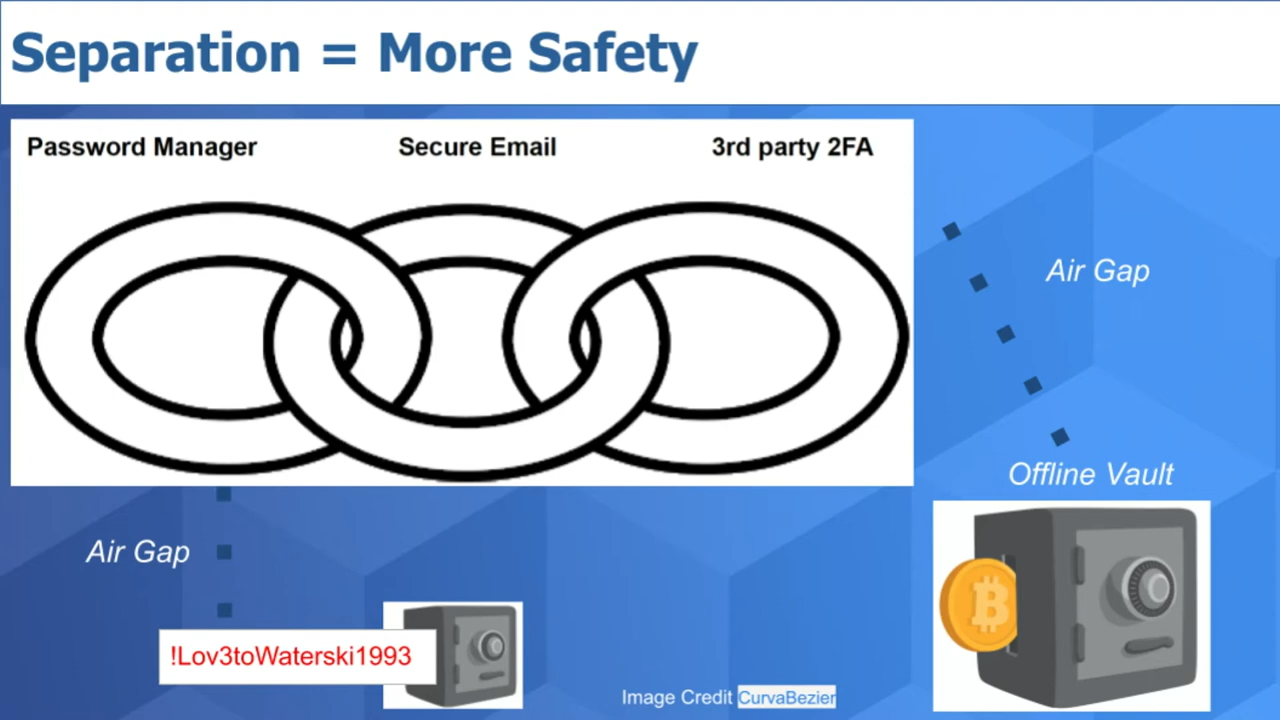 Separation = More Safety
Password Manager Secure Email 3rd party 2FA
Air Gap
Offline Vault
Air Gap
!Lov3toWaterski1993
Image Credit CurvaBezier